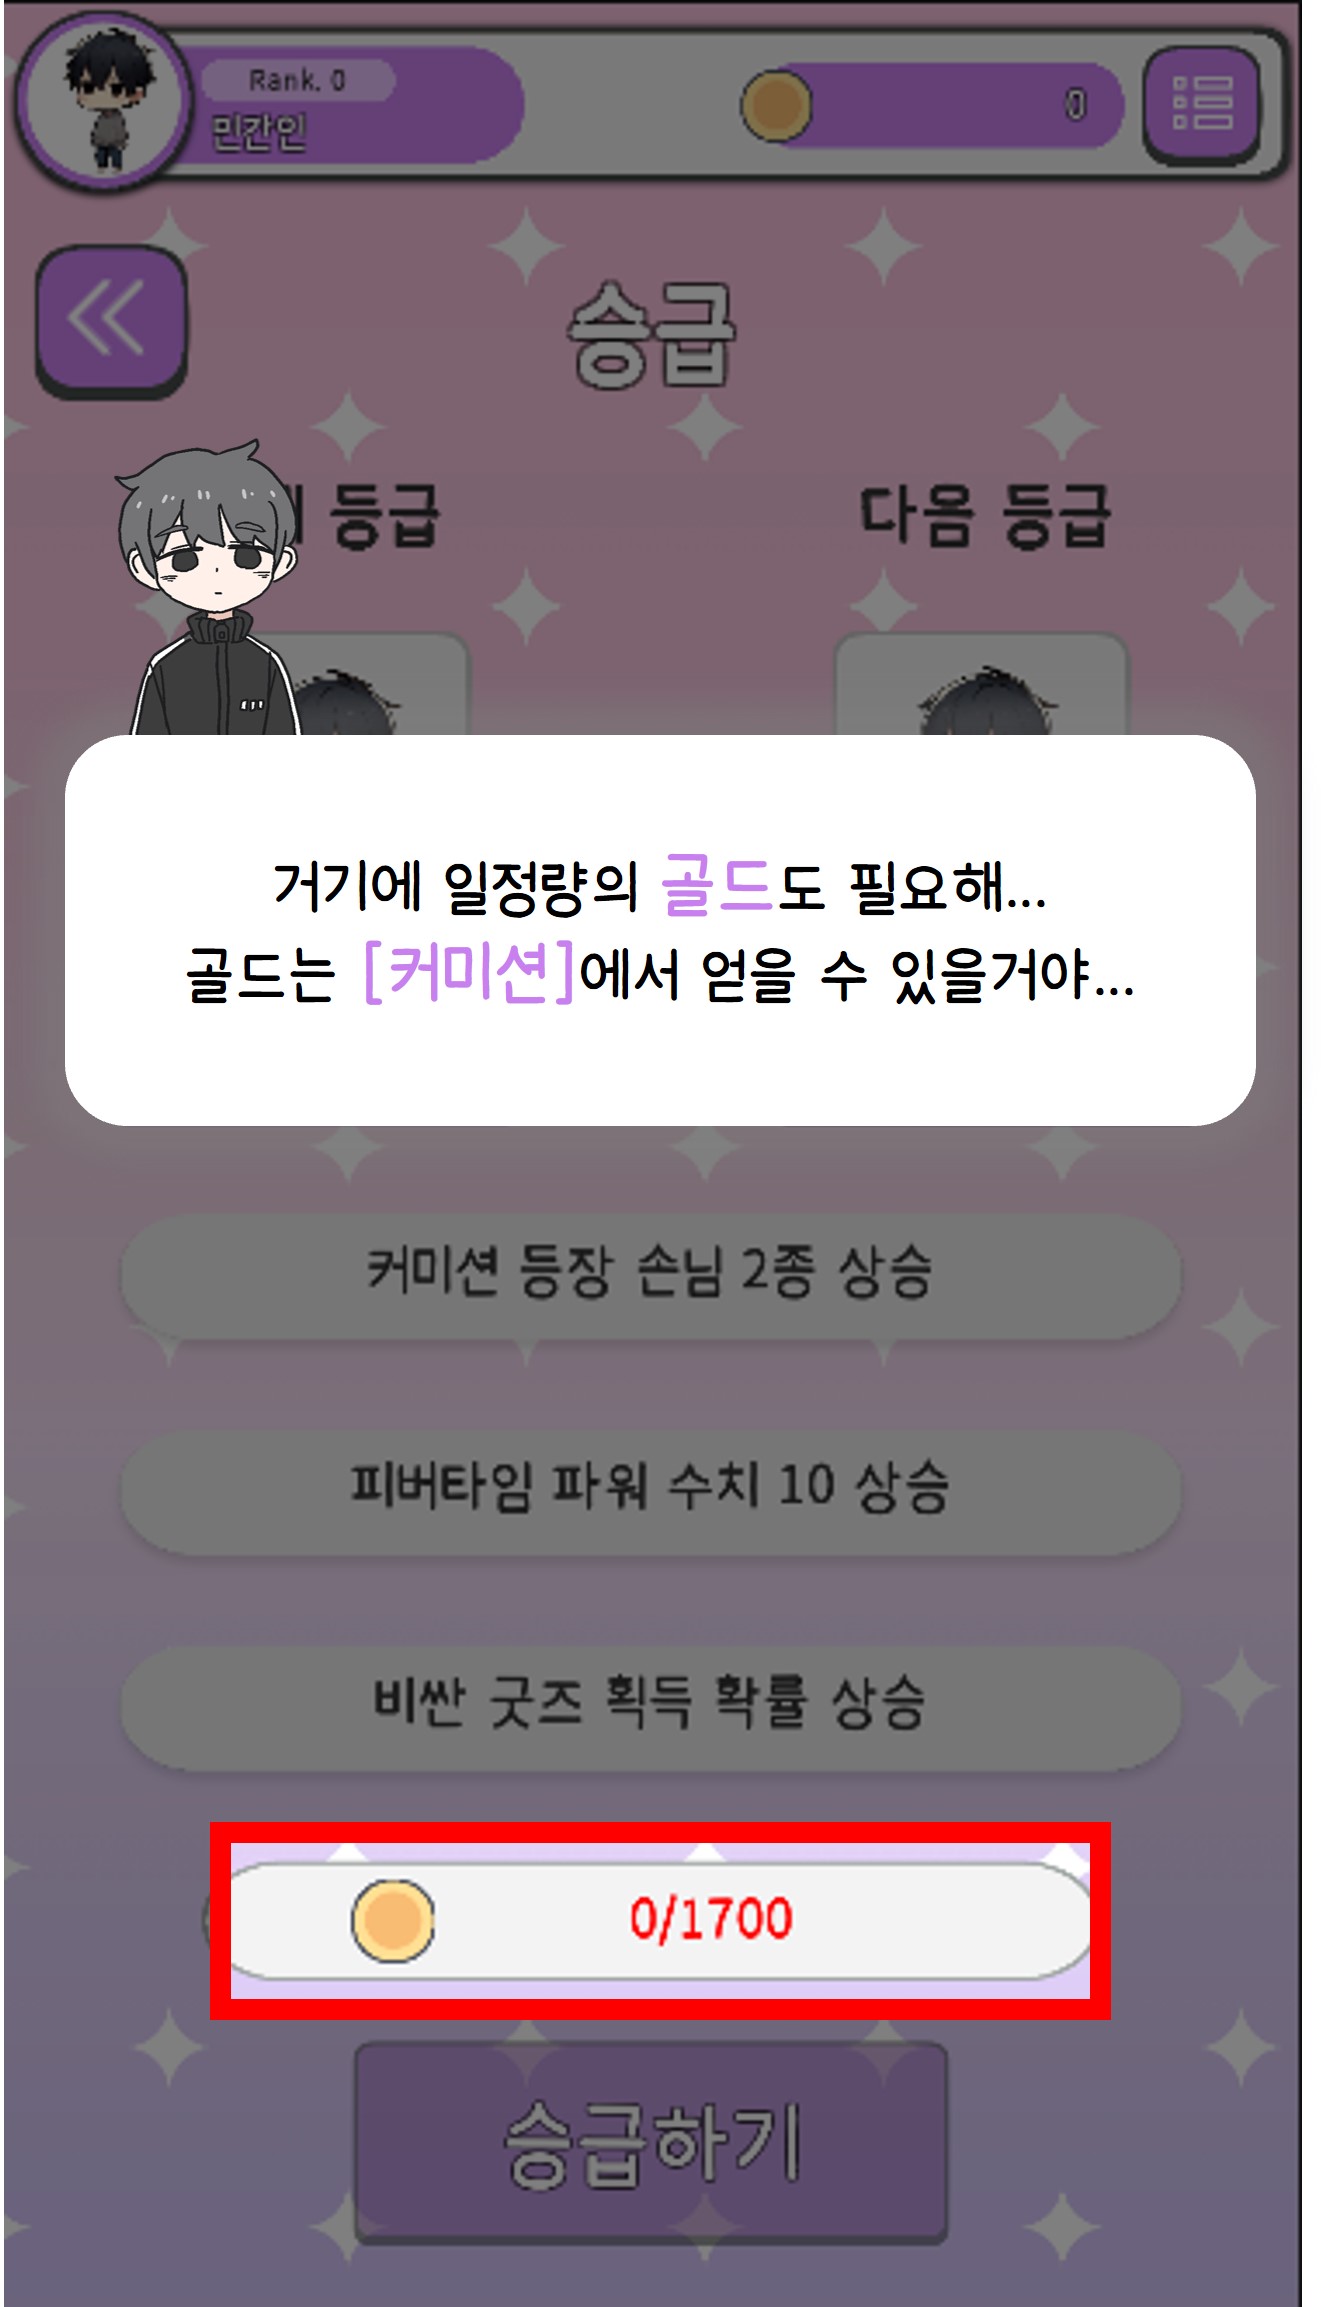 Rank. 0
민간인
0
승급
등급
다음 등급
거기에 일정량의 골드도 필요해...
골드는 [커미션]에서 얻을 수 있을거야...
커미션 등장 손님 2종 상승
피버타임 파워 수치 10 상승
비싼 굿즈 획득 확률 상승
0/1700
승급하기